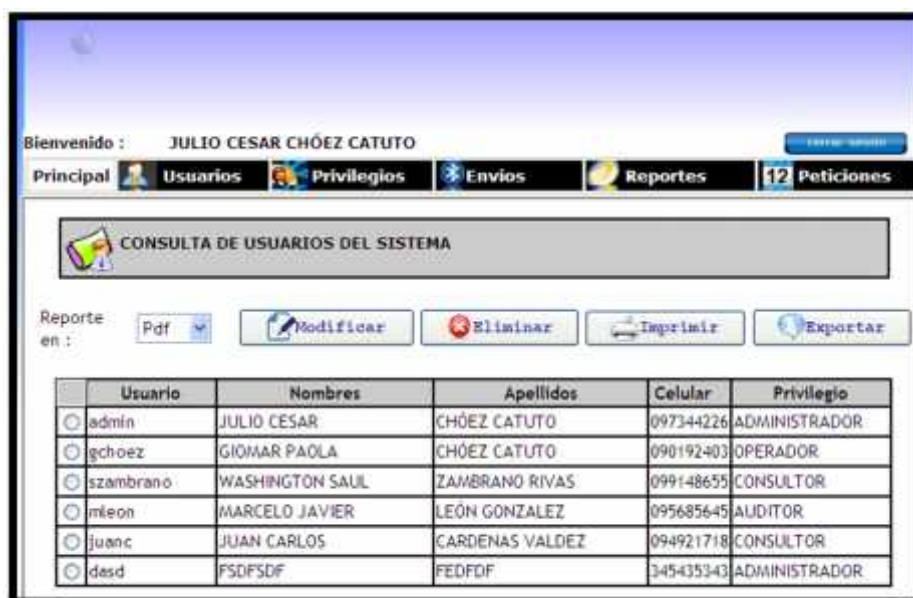 Bienvenido : JULIO CESAR CHÓEZ CATUTO
Principal Usuarios Privilegios Envios Reportes 12 Peticiones
CONSULTA DE USUARIOS DEL SISTEMA
Reporte en : Pdf Modificar Eliminar Imprimir Exportar
Usuario Nombres Apellidos Celular Privilegio
admin JULIO CESAR CHÓEZ CATUTO 097344226 ADMINISTRADOR
gchoez GIOMAR PAOLA CHÓEZ CATUTO 090192403 OPERADOR
szambrano WASHINGTON SAUL ZAMBRANO RIVAS 099148655 CONSULTOR
mleon MARCELO JAVIER LEÓN GONZALEZ 095685645 AUDITOR
juanc JUAN CARLOS CARDENAS VALDEZ 094921718 CONSULTOR
dasd FSDFSDF FEDFDF 345435343 ADMINISTRADOR